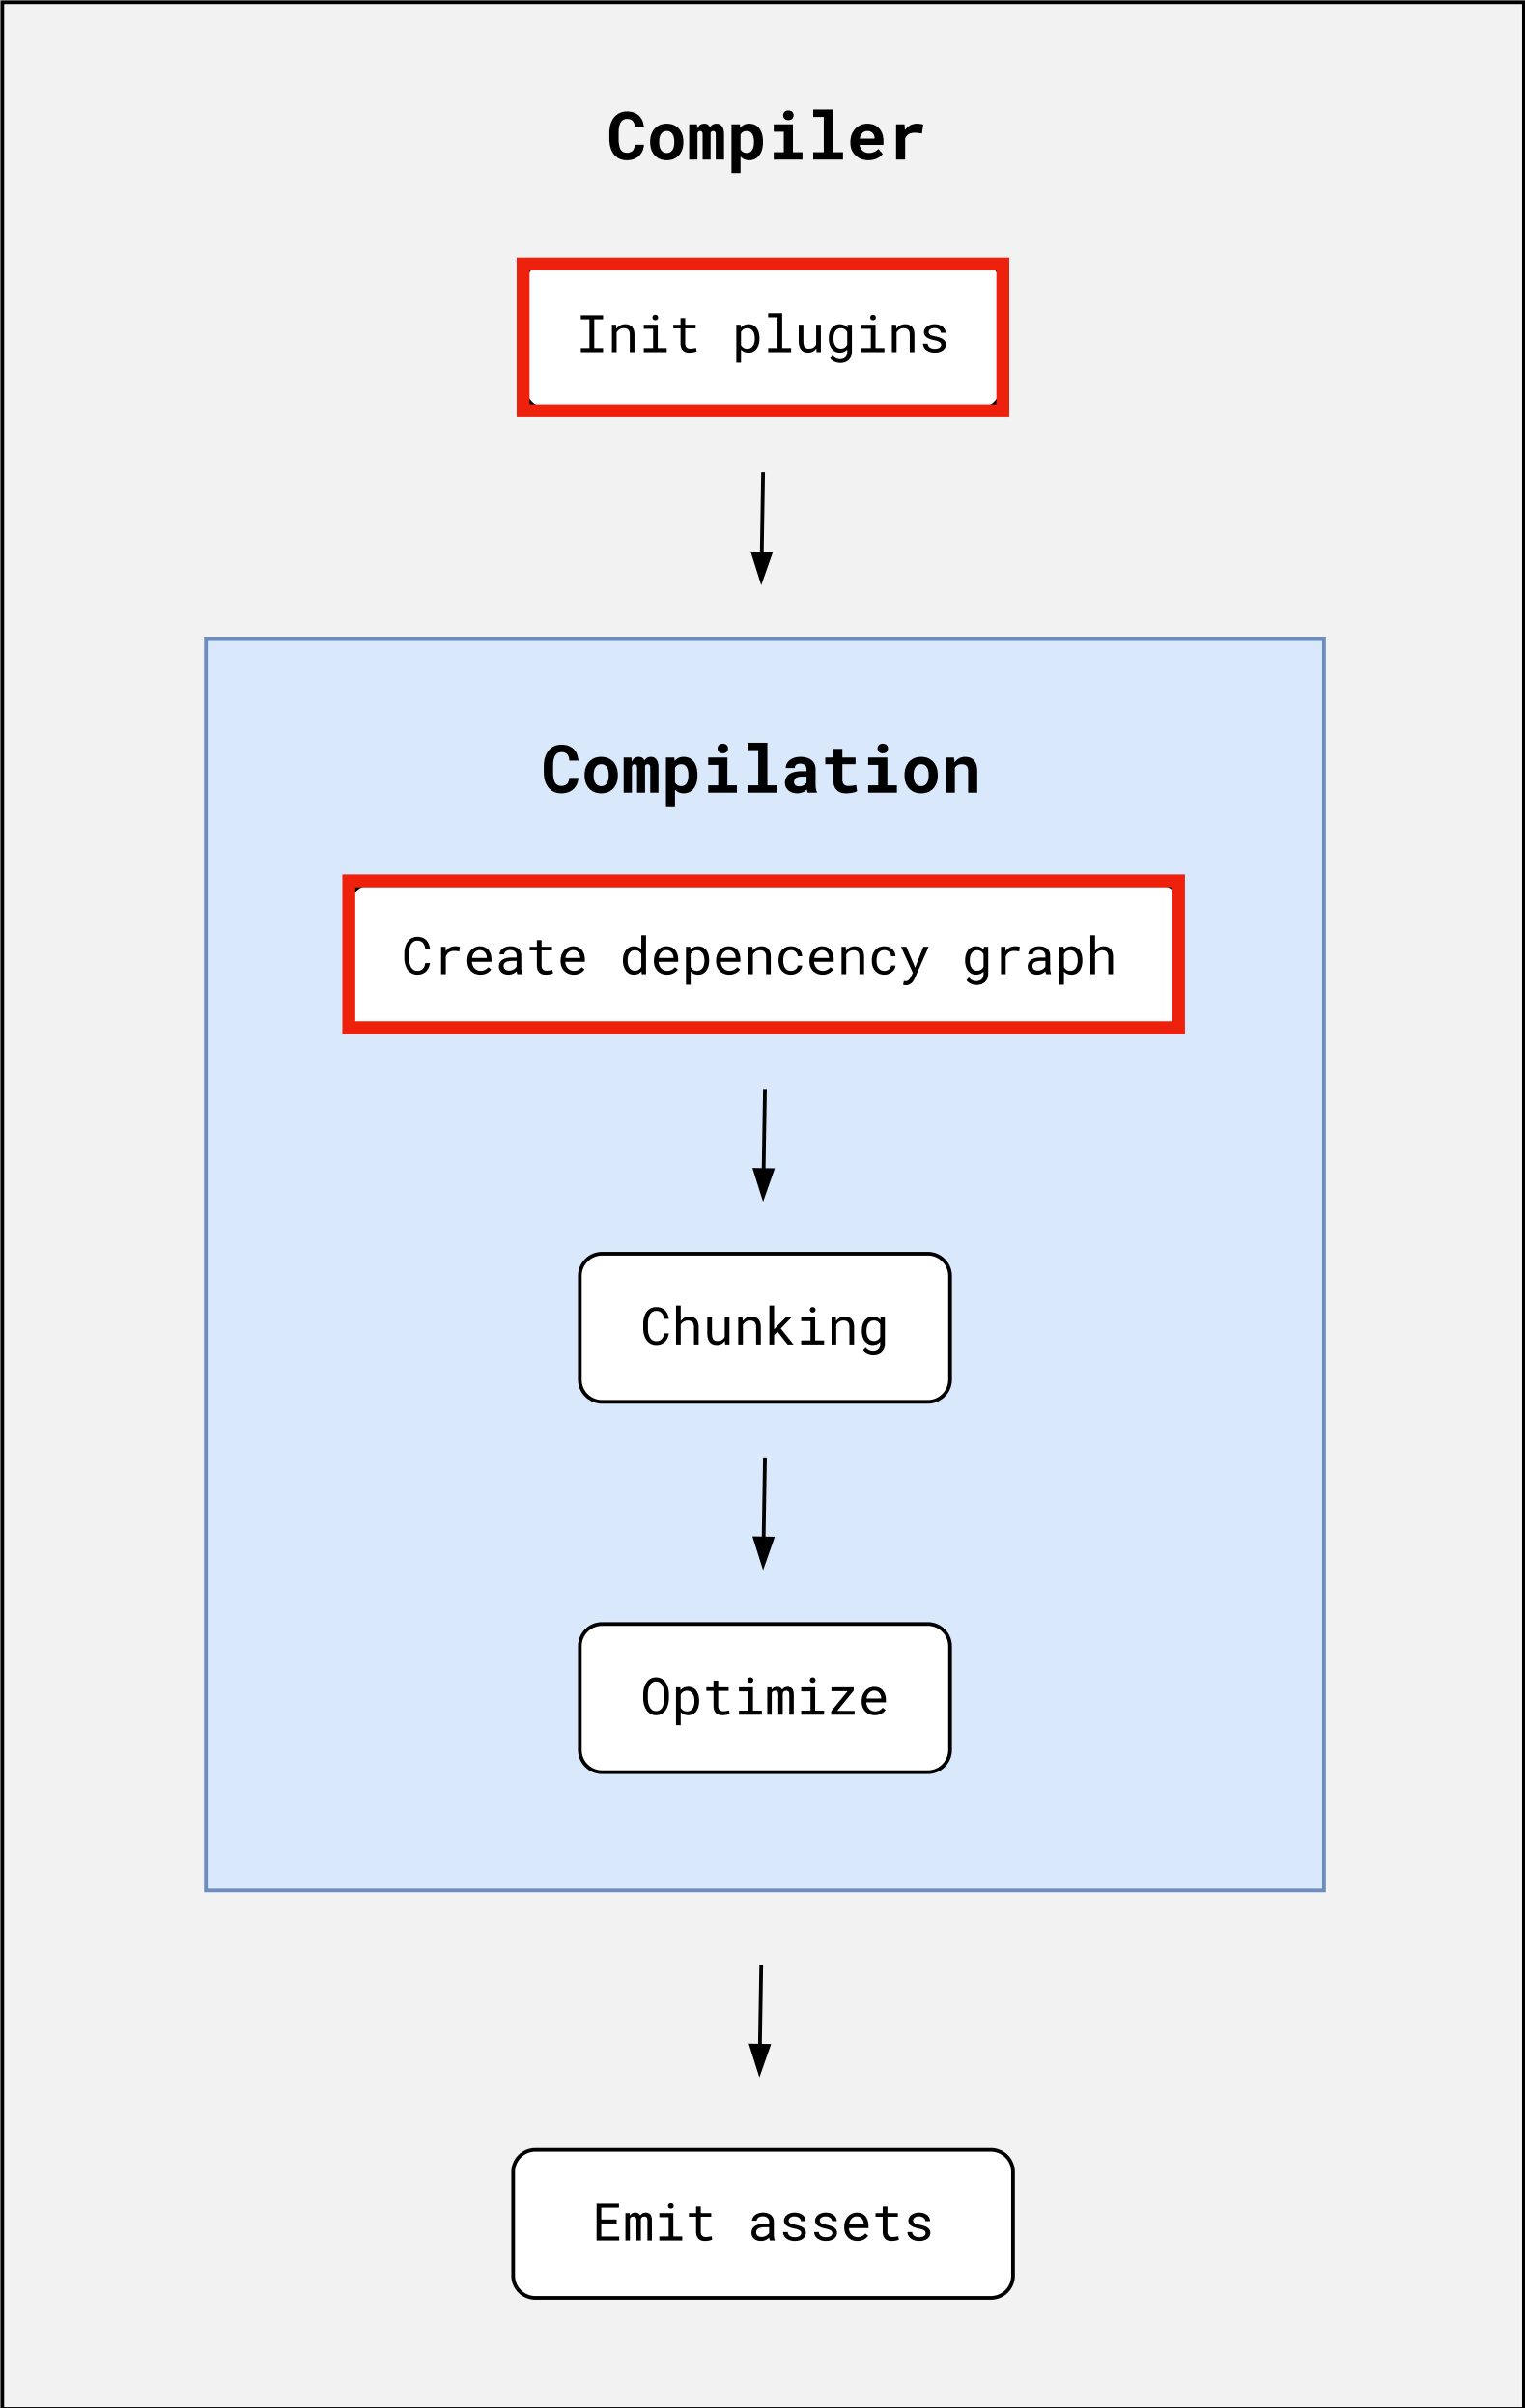 Compiler
Init plugins
Compilation
Create depencency graph
Chunking
Optimize
Emit assets